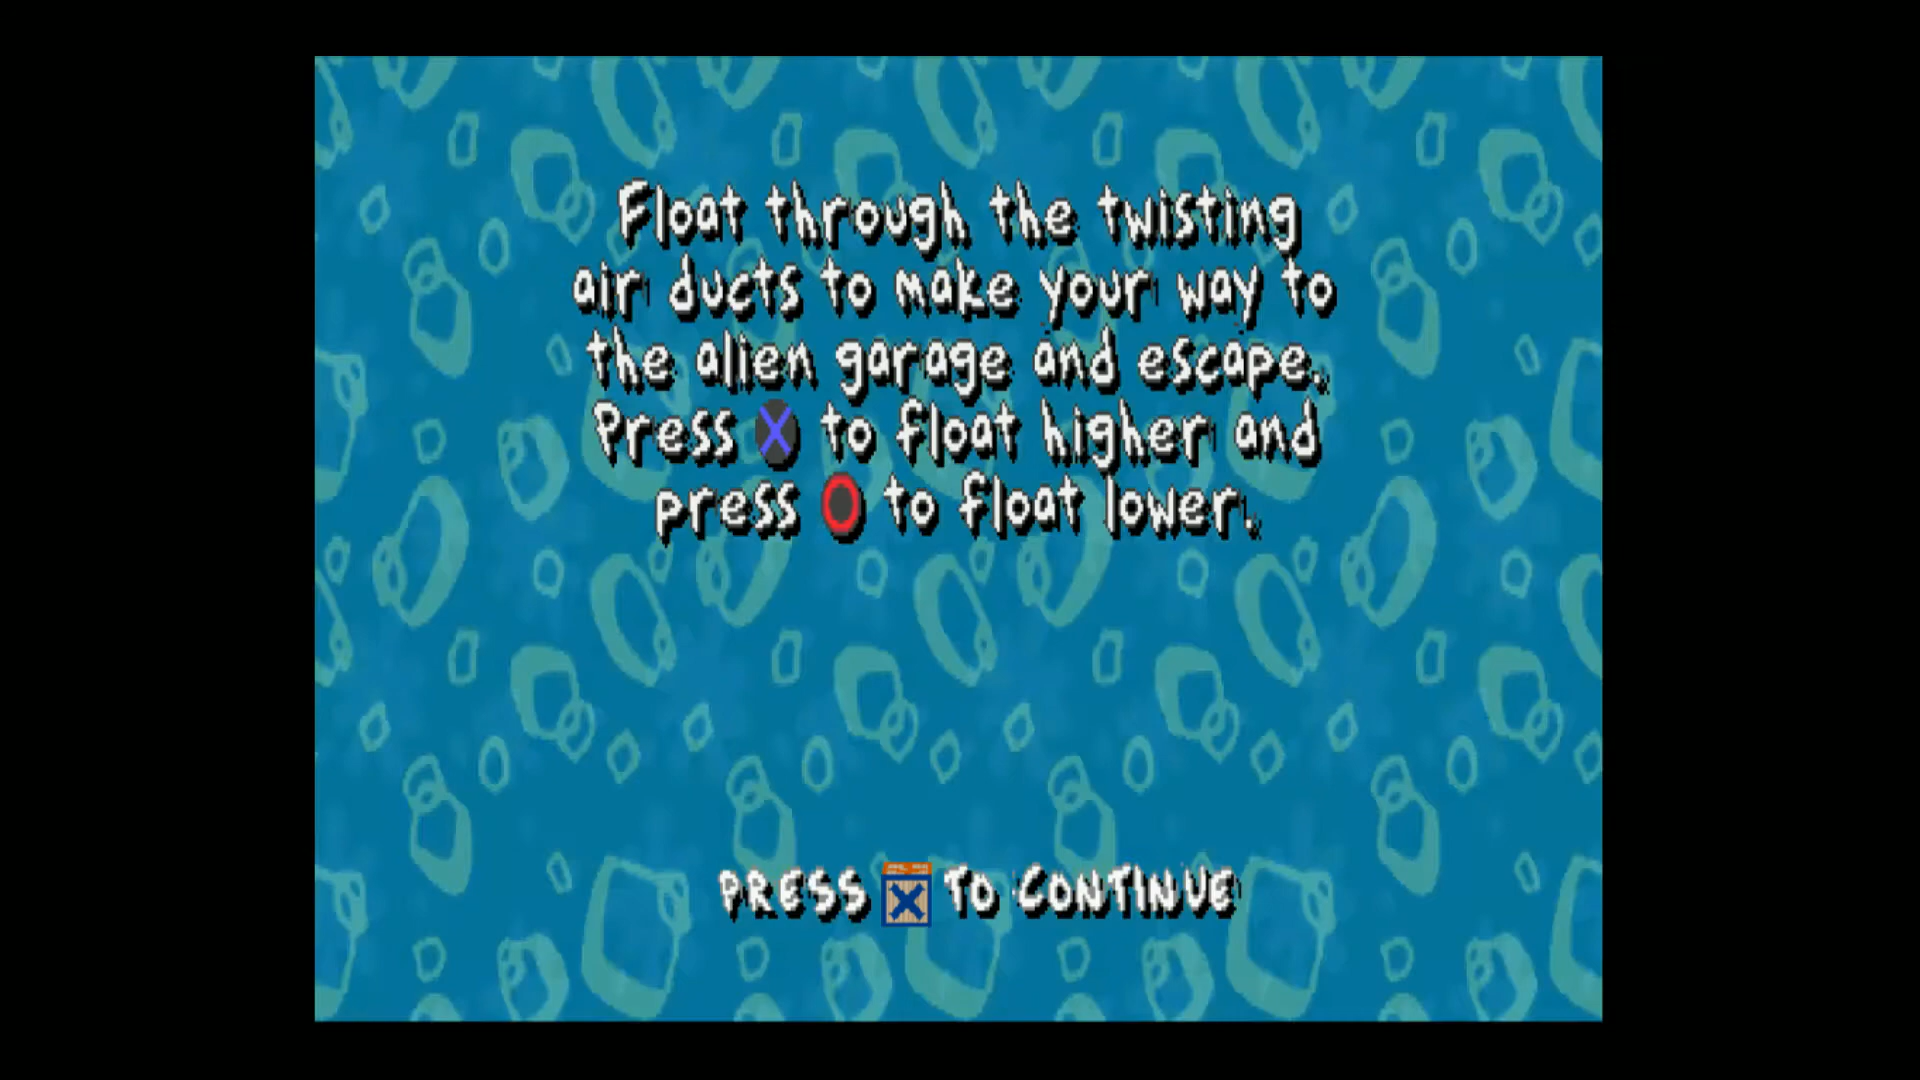 Float through the twisting
air ducts to make your way to
the alien garage and escape.
Press X to float higher and
press O to float lower.
PRESS X TO CONTINUE